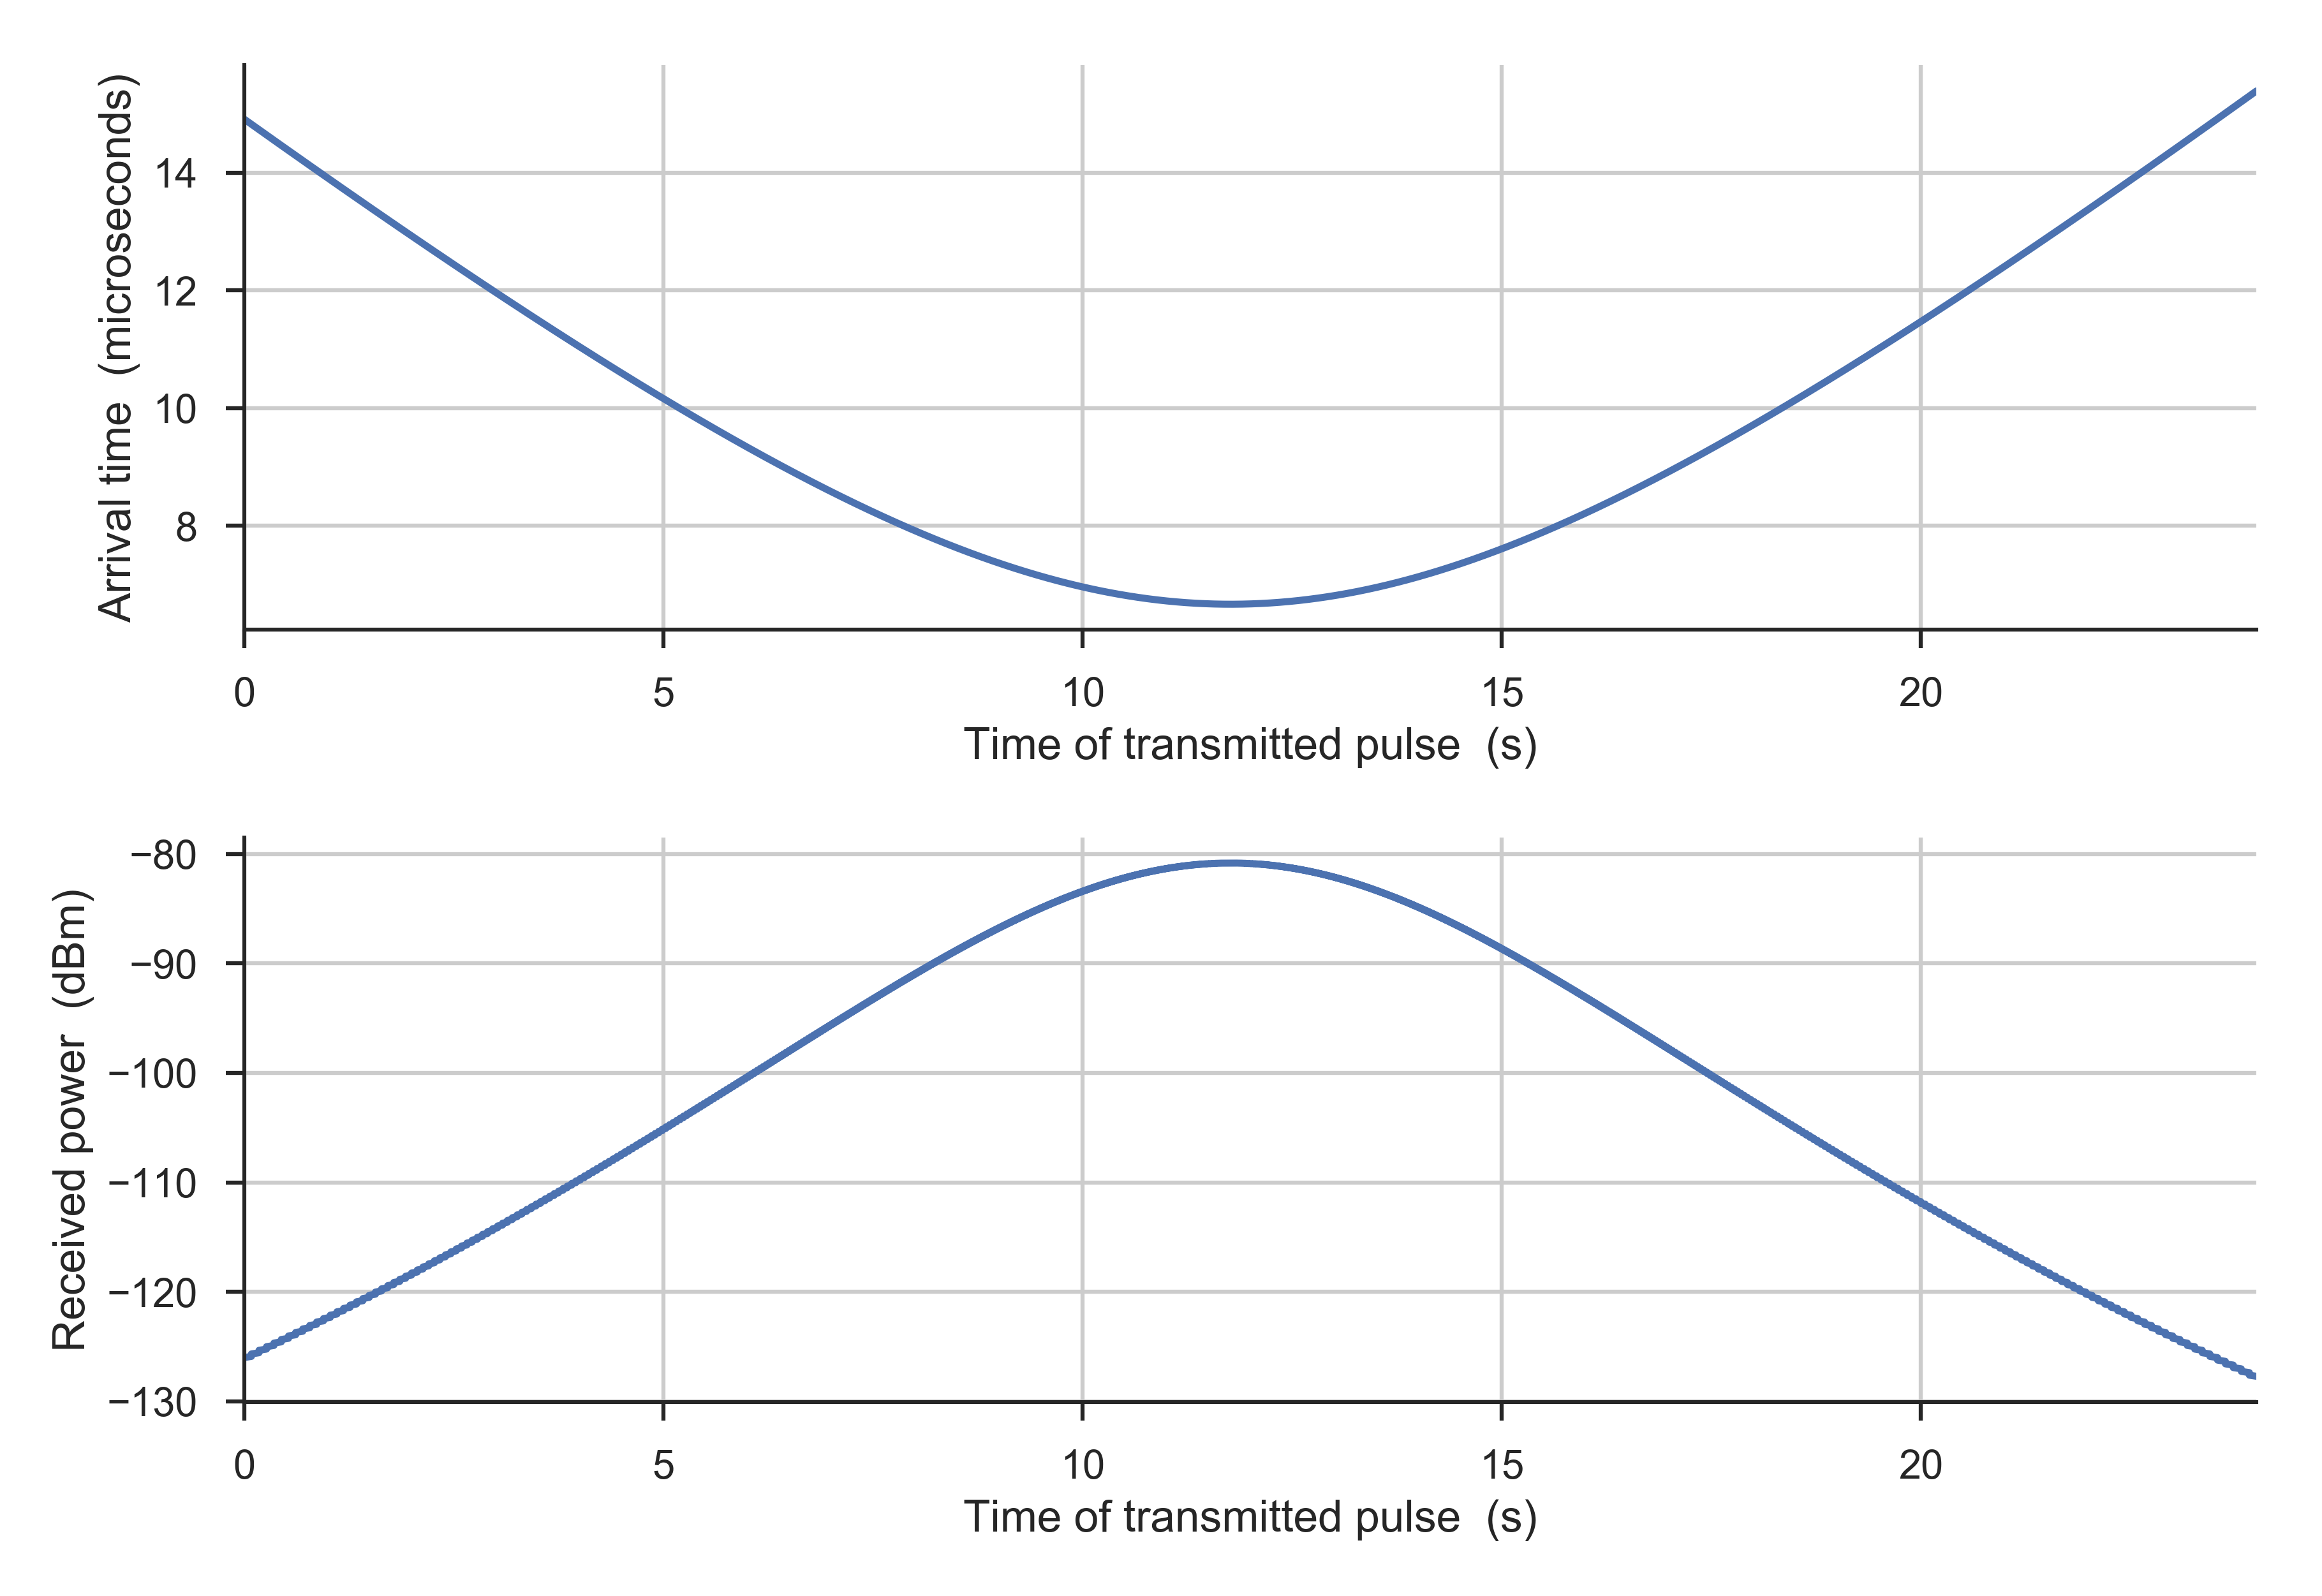 Arrival time (microseconds)
14
12
10
8
0 5 10 15 20
Time of transmitted pulse (s)
Received power (dBm)
−80
−90
−100
−110
−120
−130
0 5 10 15 20
Time of transmitted pulse (s)